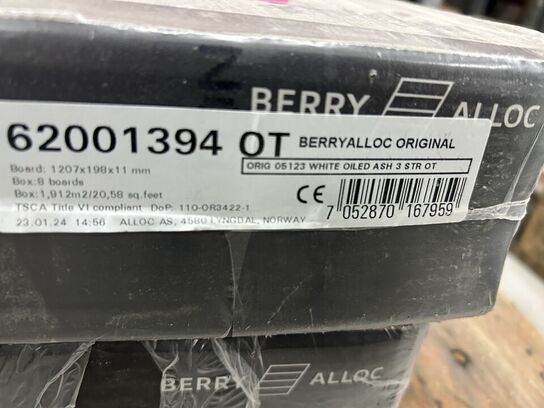 BERRY ALLOC
62001394 OT BERRYALLOC ORIGINAL
ORIG 05123 WHITE OILED ASH 3 STR OT
Board: 1207x198x11 mm
Box:8 boards
Box:1,912m2/20,58 sq.feet
TSCA Title VI compliant DoP: 110-OR3422-1
23.01.24 14:56 ALLOC AS, 4580 LYNGDAL, NORWAY
CE
7 052870 167959
BERRY ALLOC